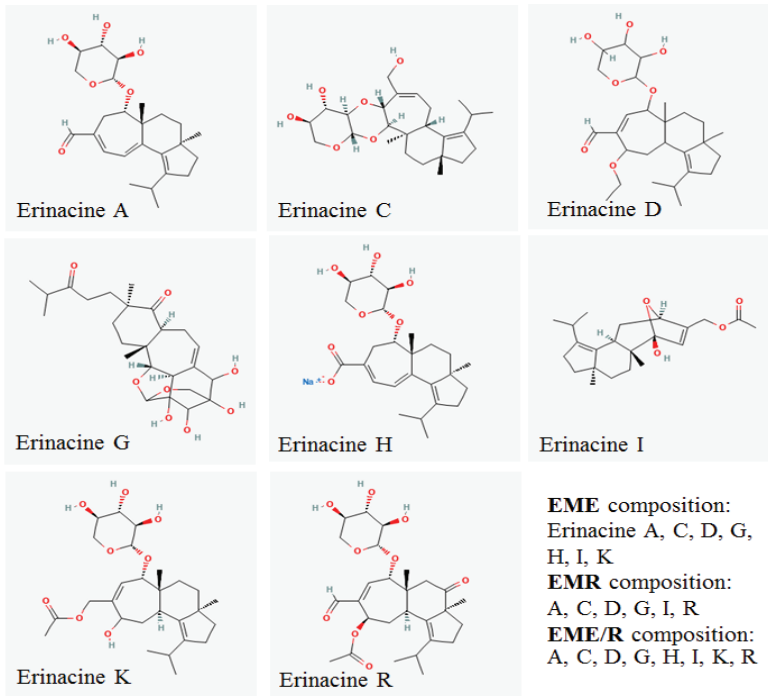 Erinacine A
Erinacine C
Erinacine D
Erinacine G
Erinacine H
Erinacine I
Erinacine K
Erinacine R
EME composition:
Erinacine A, C, D, G,
H, I, K
EMR composition:
A, C, D, G, I, R
EME/R composition:
A, C, D, G, H, I, K, R